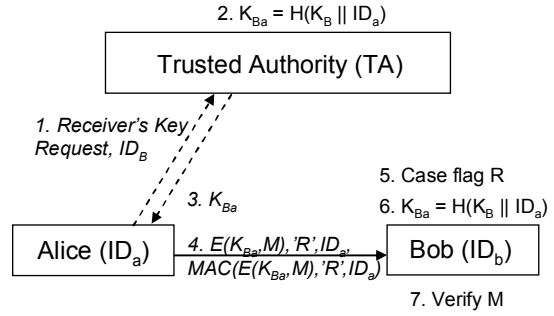 2. K_Ba = H(K_B || ID_a)
Trusted Authority (TA)
1. Receiver's Key
Request, ID_B
3. K_Ba
5. Case flag R
6. K_Ba = H(K_B || ID_a)
Alice (ID_a)
4. E(K_Ba,M),'R',ID_a,
MAC(E(K_Ba,M),'R',ID_a)
Bob (ID_b)
7. Verify M